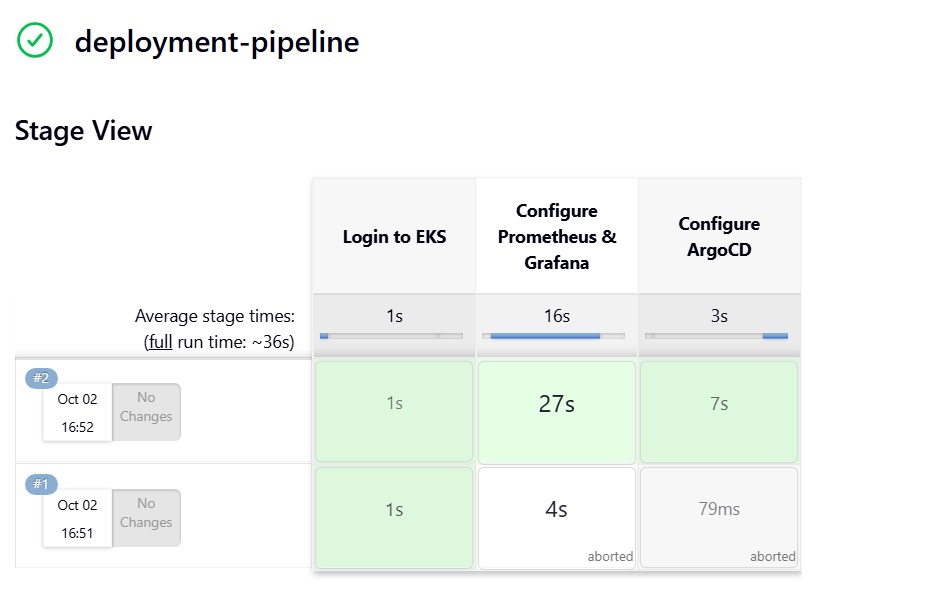 deployment-pipeline
Stage View
Login to EKS
Configure
Prometheus &
Grafana
Configure
ArgoCD
Average stage times:
(full run time: ~36s)
1s
16s
3s
#2
Oct 02
16:52
No
Changes
1s
27s
7s
#1
Oct 02
16:51
No
Changes
1s
4s
aborted
79ms
aborted